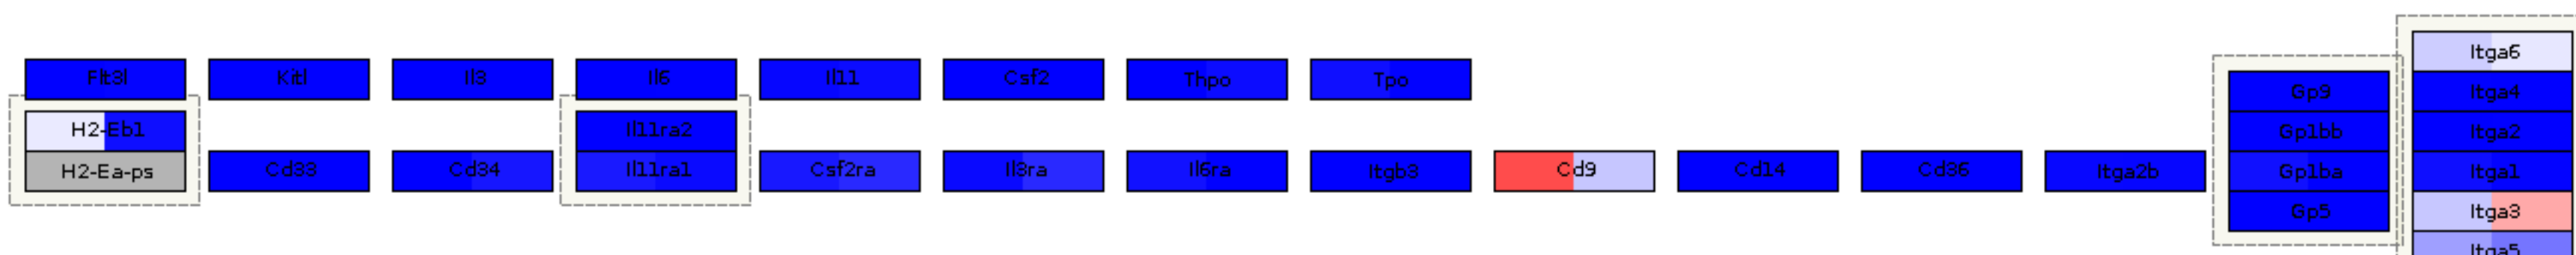 Flt3l Kitl Il3 Il6 Il11 Csf2 Thpo Tpo
H2-Eb1
H2-Ea-ps
Cd33 Cd34
Il11ra2
Il11ra1
Csf2ra Il3ra Il6ra Itgb3 Cd9 Cd14 Cd36 Itga2b
Gp9
Gp1bb
Gp1ba
Gp5
Itga6
Itga4
Itga2
Itga1
Itga3
Itga5